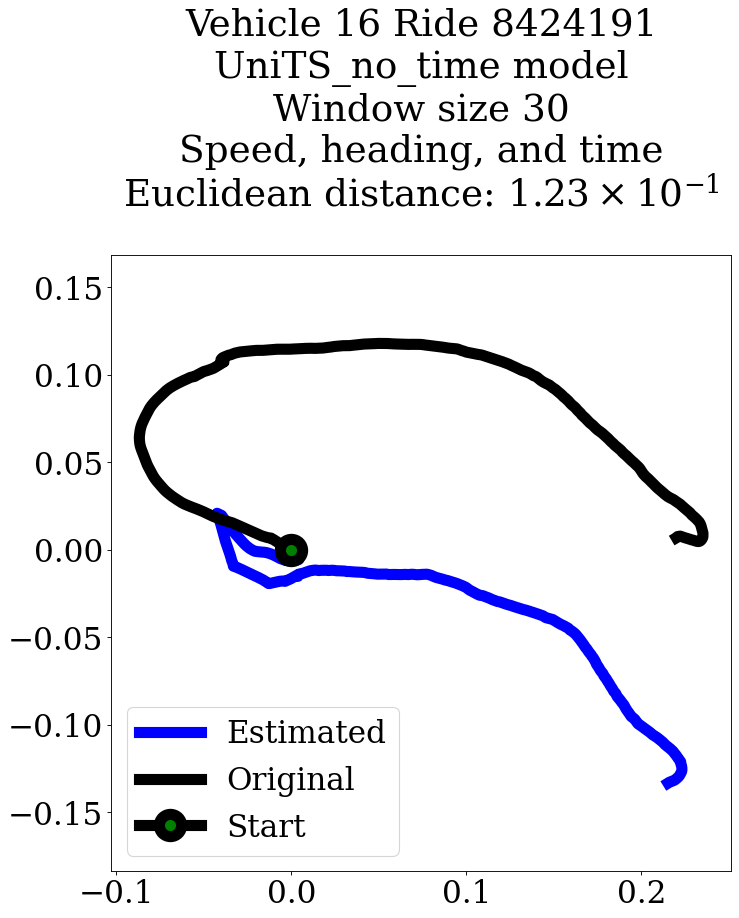 Vehicle 16 Ride 8424191
UniTS_no_time model
Window size 30
Speed, heading, and time
Euclidean distance: $1.23 \times 10^{-1}$
0.15
0.10
0.05
0.00
−0.05
−0.10
−0.15
Estimated
Original
Start
−0.1
0.0
0.1
0.2